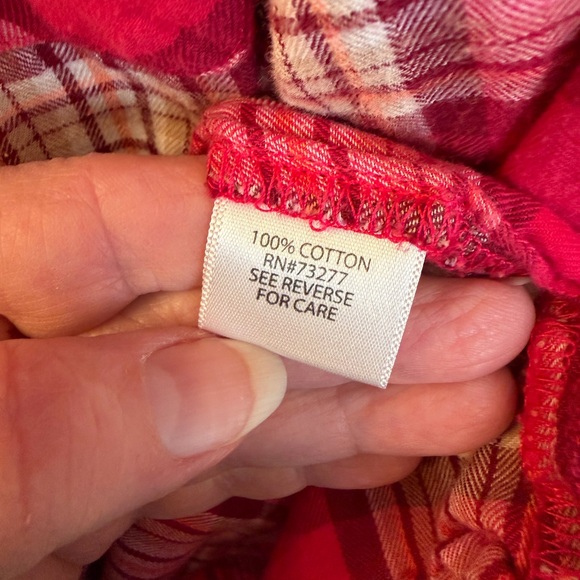 100% COTTON
RN#73277
SEE REVERSE
FOR CARE